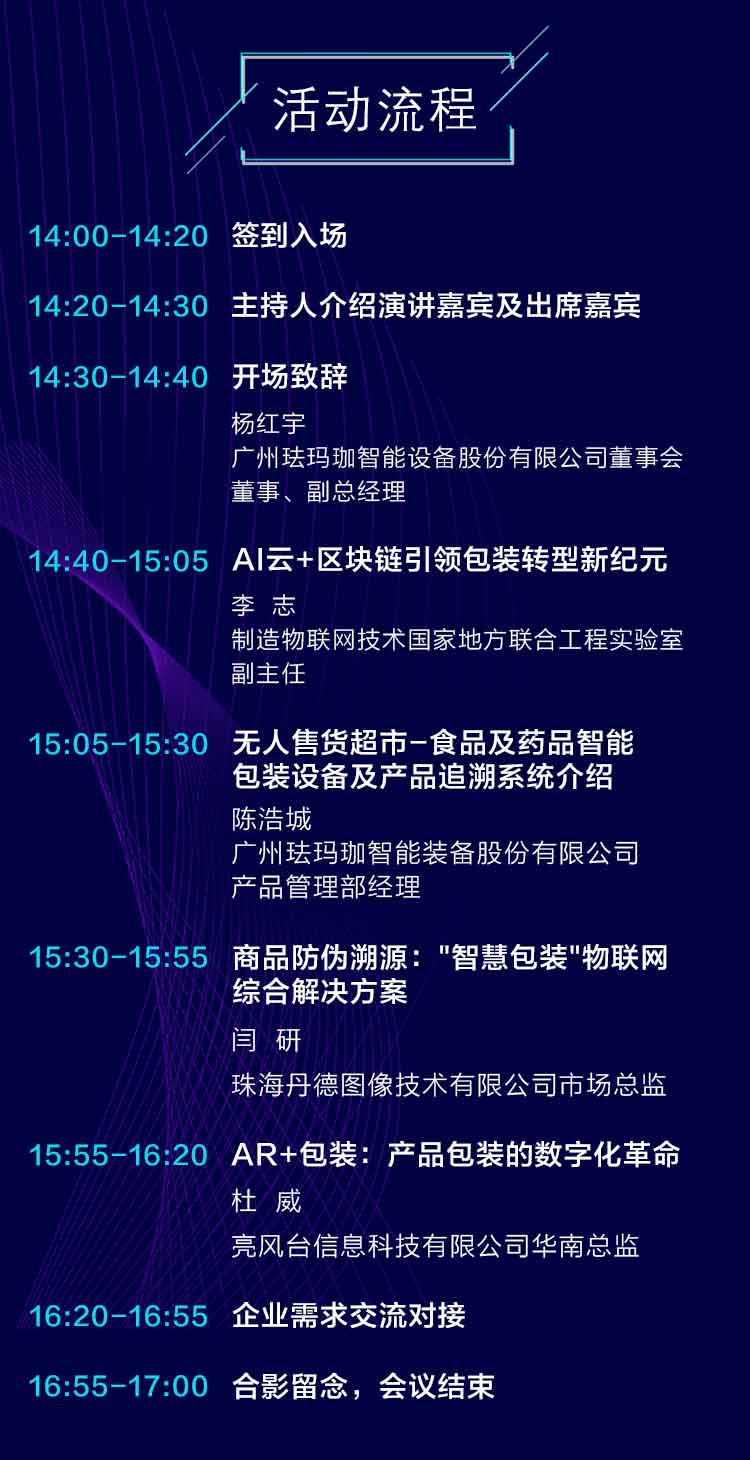 活动流程
14:00-14:20 签到入场
14:20-14:30 主持人介绍演讲嘉宾及出席嘉宾
14:30-14:40 开场致辞
杨红宇
广州珐玛珈智能设备股份有限公司董事会
董事、副总经理
14:40-15:05 AI云+区块链引领包装转型新纪元
李 志
制造物联网技术国家地方联合工程实验室
副主任
15:05-15:30 无人售货超市-食品及药品智能
包装设备及产品追溯系统介绍
陈浩城
广州珐玛珈智能装备股份有限公司
产品管理部经理
15:30-15:55 商品防伪溯源："智慧包装"物联网
综合解决方案
闫 研
珠海丹德图像技术有限公司市场总监
15:55-16:20 AR+包装：产品包装的数字化革命
杜 威
亮风台信息科技有限公司华南总监
16:20-16:55 企业需求交流对接
16:55-17:00 合影留念，会议结束